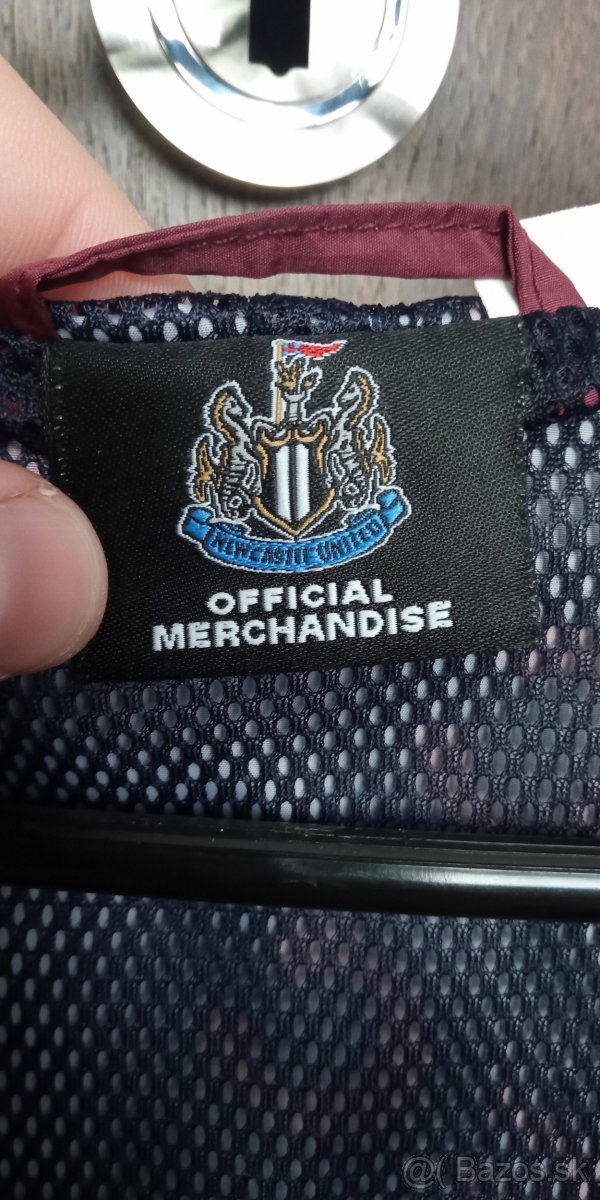 NEWCASTLE UNITED
OFFICIAL
MERCHANDISE
@( Bazos.sk